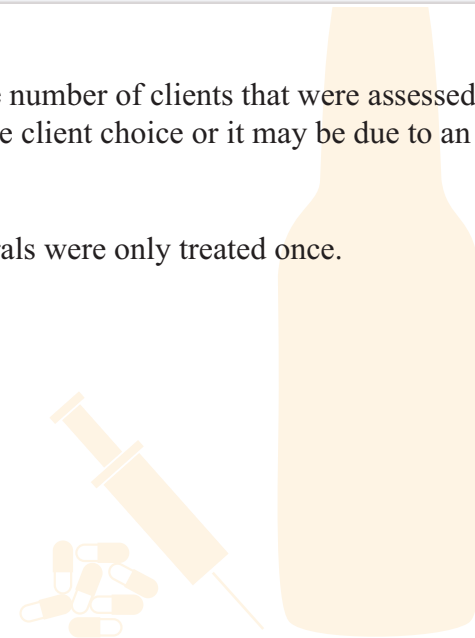 number of clients that were assessed
client choice or it may be due to an
were only treated once.